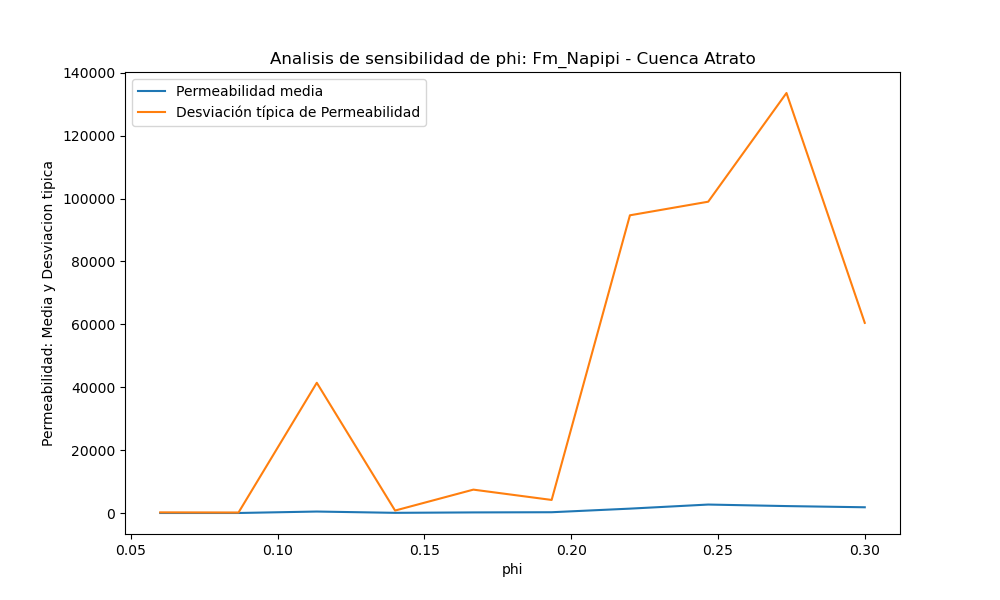 Analisis de sensibilidad de phi: Fm_Napipi - Cuenca Atrato
Permeabilidad media
Desviación típica de Permeabilidad
Permeabilidad: Media y Desviacion tipica
140000
120000
100000
80000
60000
40000
20000
0
0.05
0.10
0.15
0.20
0.25
0.30
phi